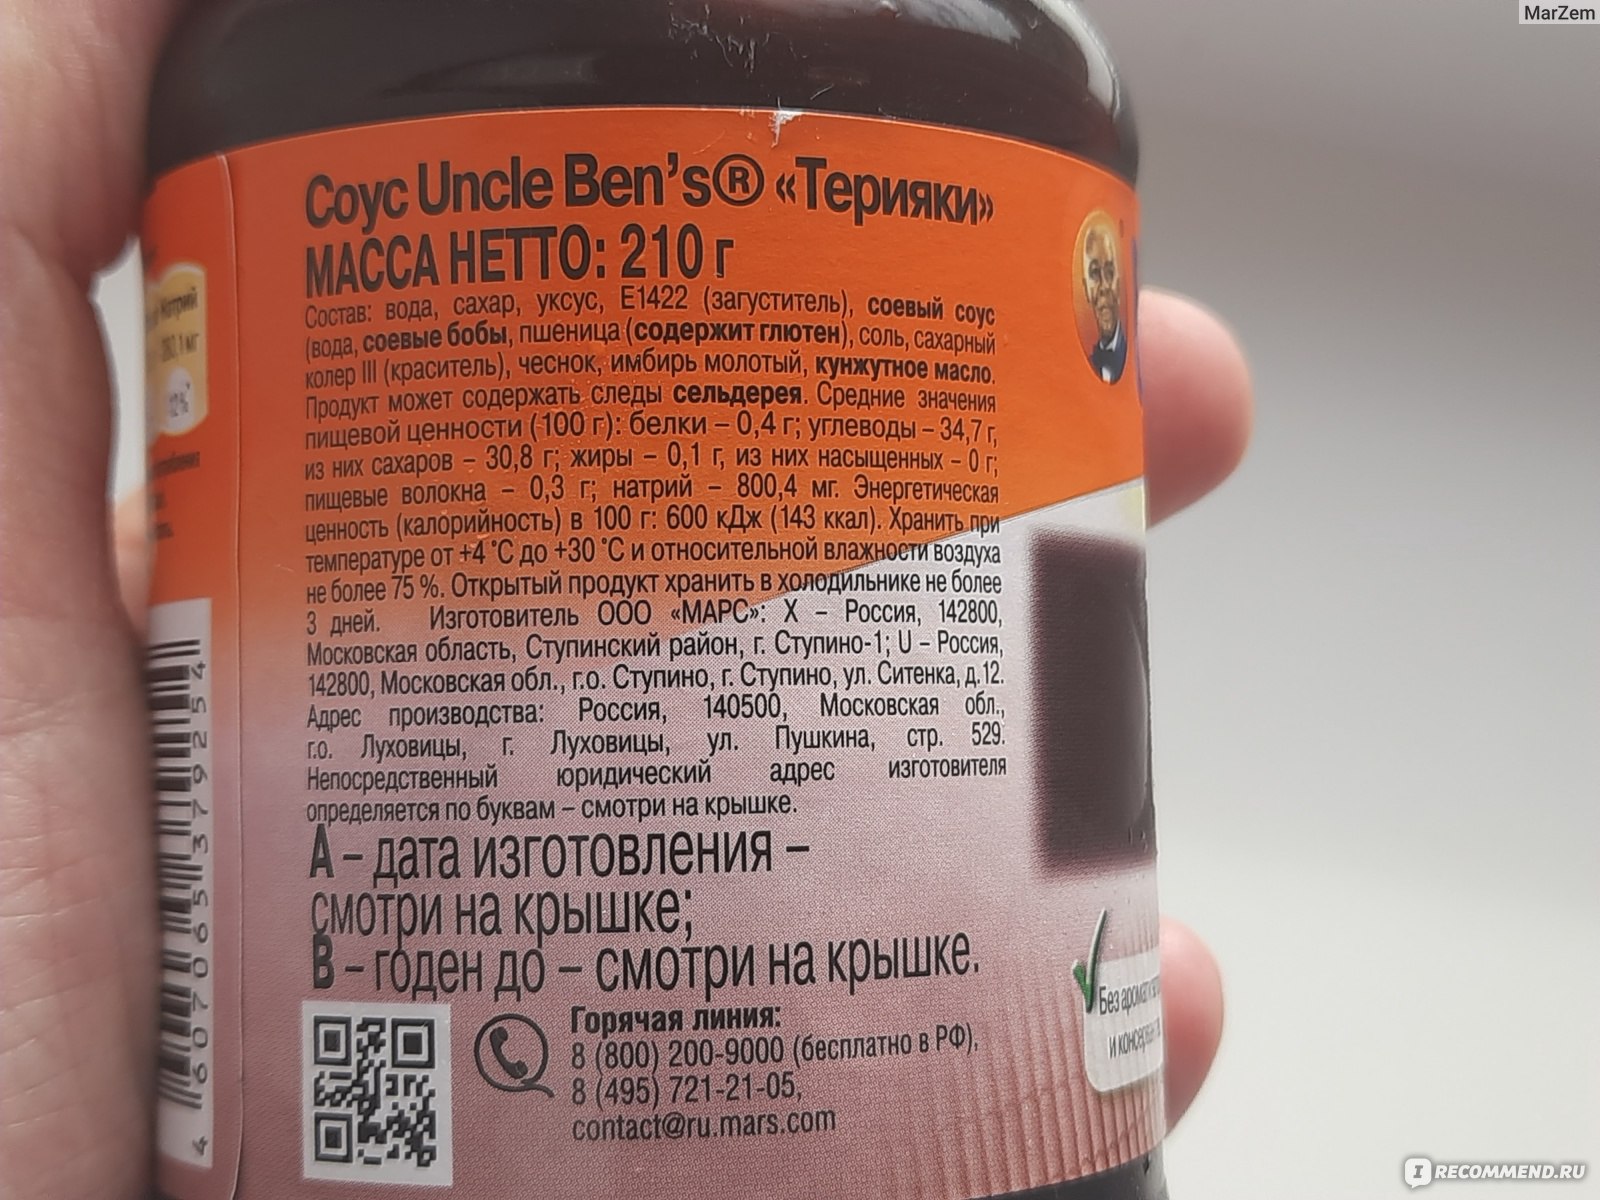 MarZem
Соус Uncle Ben's® «Терияки»
МАССА НЕТТО: 210 г
Состав: вода, сахар, уксус, Е1422 (загуститель), соевый соус
(вода, соевые бобы, пшеница (содержит глютен), соль, сахарный
колер III (краситель), чеснок, имбирь молотый, кунжутное масло.
Продукт может содержать следы сельдерея. Средние значения
пищевой ценности (100 г): белки – 0,4 г; углеводы – 34,7 г,
из них сахаров – 30,8 г; жиры – 0,1 г, из них насыщенных – 0 г;
пищевые волокна – 0,3 г; натрий – 800,4 мг. Энергетическая
ценность (калорийность) в 100 г: 600 кДж (143 ккал). Хранить при
температуре от +4 °С до +30 °С и относительной влажности воздуха
не более 75 %. Открытый продукт хранить в холодильнике не более
3 дней. Изготовитель ООО «МАРС»: X – Россия, 142800,
Московская область, Ступинский район, г. Ступино-1; U – Россия,
142800, Московская обл., г.о. Ступино, г. Ступино, ул. Ситенка, д.12.
Адрес производства: Россия, 140500, Московская обл.,
г.о. Луховицы, г. Луховицы, ул. Пушкина, стр. 529.
Непосредственный юридический адрес изготовителя
определяется по буквам – смотри на крышке.
A – дата изготовления –
смотри на крышке;
B – годен до – смотри на крышке.
Горячая линия:
8 (800) 200-9000 (бесплатно в РФ),
8 (495) 721-21-05,
contact@ru.mars.com
Натрий
12%*
4 607065 379254
Без
и
IRECOMMEND.RU